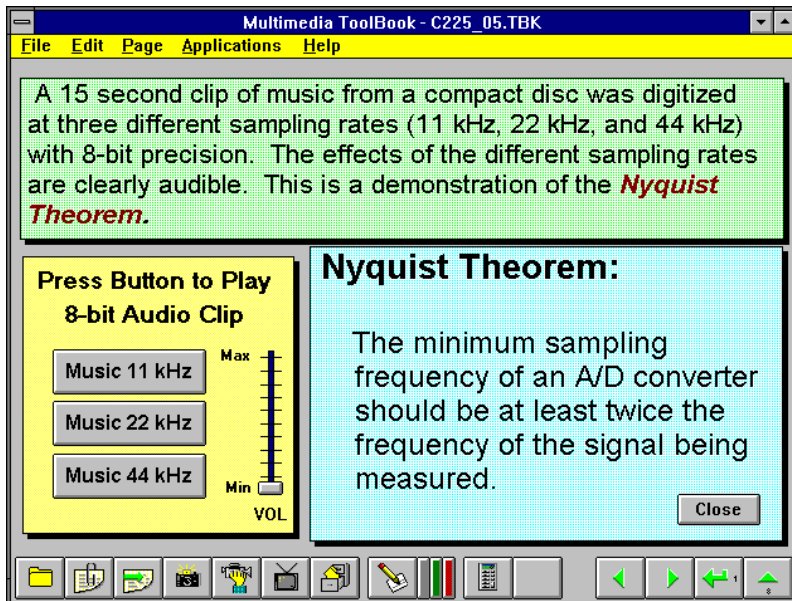 Multimedia ToolBook - C225_05.TBK
File Edit Page Applications Help
A 15 second clip of music from a compact disc was digitized
at three different sampling rates (11 kHz, 22 kHz, and 44 kHz)
with 8-bit precision. The effects of the different sampling rates
are clearly audible. This is a demonstration of the Nyquist
Theorem.
Press Button to Play
8-bit Audio Clip
Music 11 kHz
Music 22 kHz
Music 44 kHz
Max
Min
VOL
Nyquist Theorem:
The minimum sampling
frequency of an A/D converter
should be at least twice the
frequency of the signal being
measured.
Close
1
s